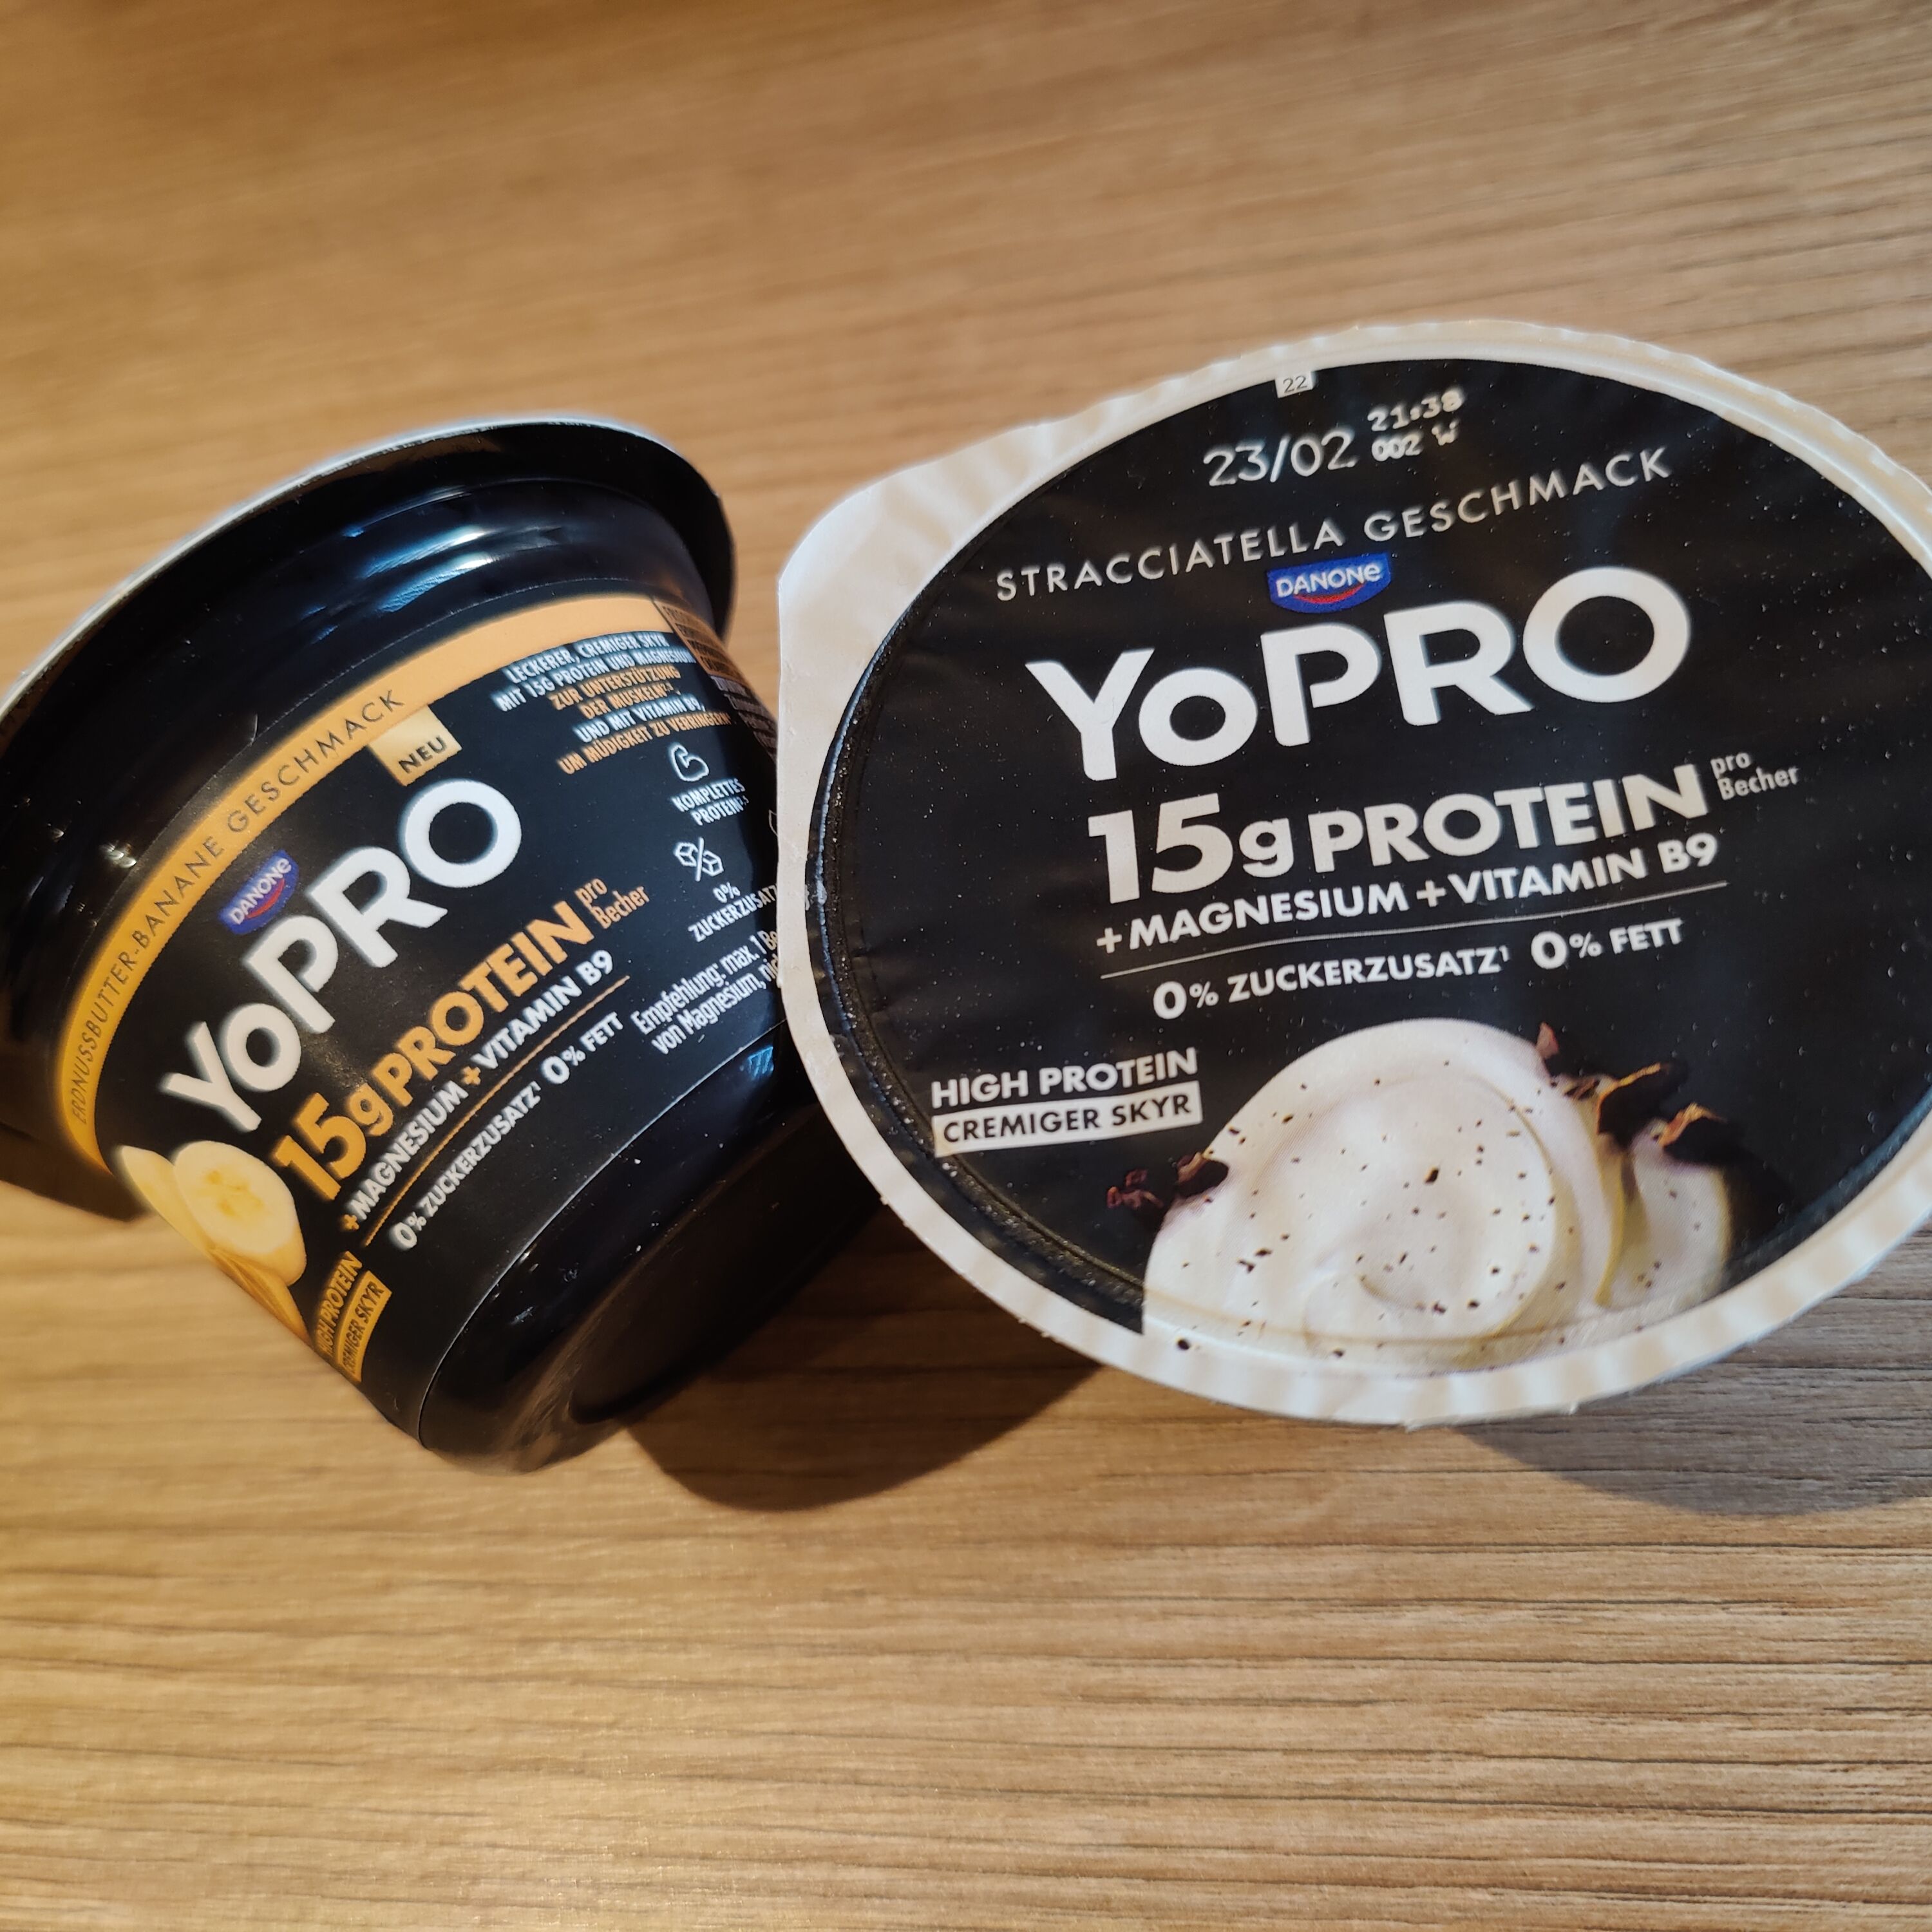 ERDNUSSBUTTER-BANANE GESCHMACK
NEU
DANONE
YoPRO
15g PROTEIN pro Becher
+MAGNESIUM +VITAMIN B9
0% ZUCKERZUSATZ¹ 0% FETT
HIGH PROTEIN
CREMIGER SKYR
LECKERER, CREMIGER SKYR
MIT 15G PROTEIN UND MAGNESIUM
ZUR UNTERSTÜTZUNG
DER MUSKELN
UND MIT VITAMIN B9,
UM MÜDIGKEIT ZU VERRINGERN
KOMPLETTES
PROTEIN
0%
ZUCKERZUSATZ
Empfehlung: max. 1
von Magnesium,
22
23/02 21:38
002 W
STRACCIATELLA GESCHMACK
DANONE
YoPRO
15g PROTEIN pro Becher
+MAGNESIUM +VITAMIN B9
0% ZUCKERZUSATZ¹ 0% FETT
HIGH PROTEIN
CREMIGER SKYR